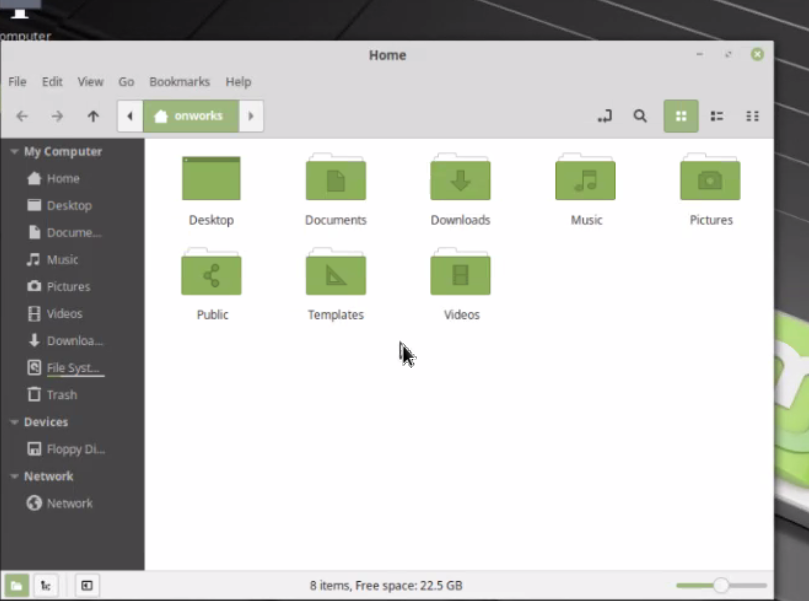 omputer
Home
File Edit View Go Bookmarks Help
onworks
My Computer
Home
Desktop
Docume...
Music
Pictures
Videos
Downloa...
File Syst...
Trash
Devices
Floppy Di...
Network
Network
Desktop Documents Downloads Music Pictures
Public Templates Videos
8 items, Free space: 22.5 GB